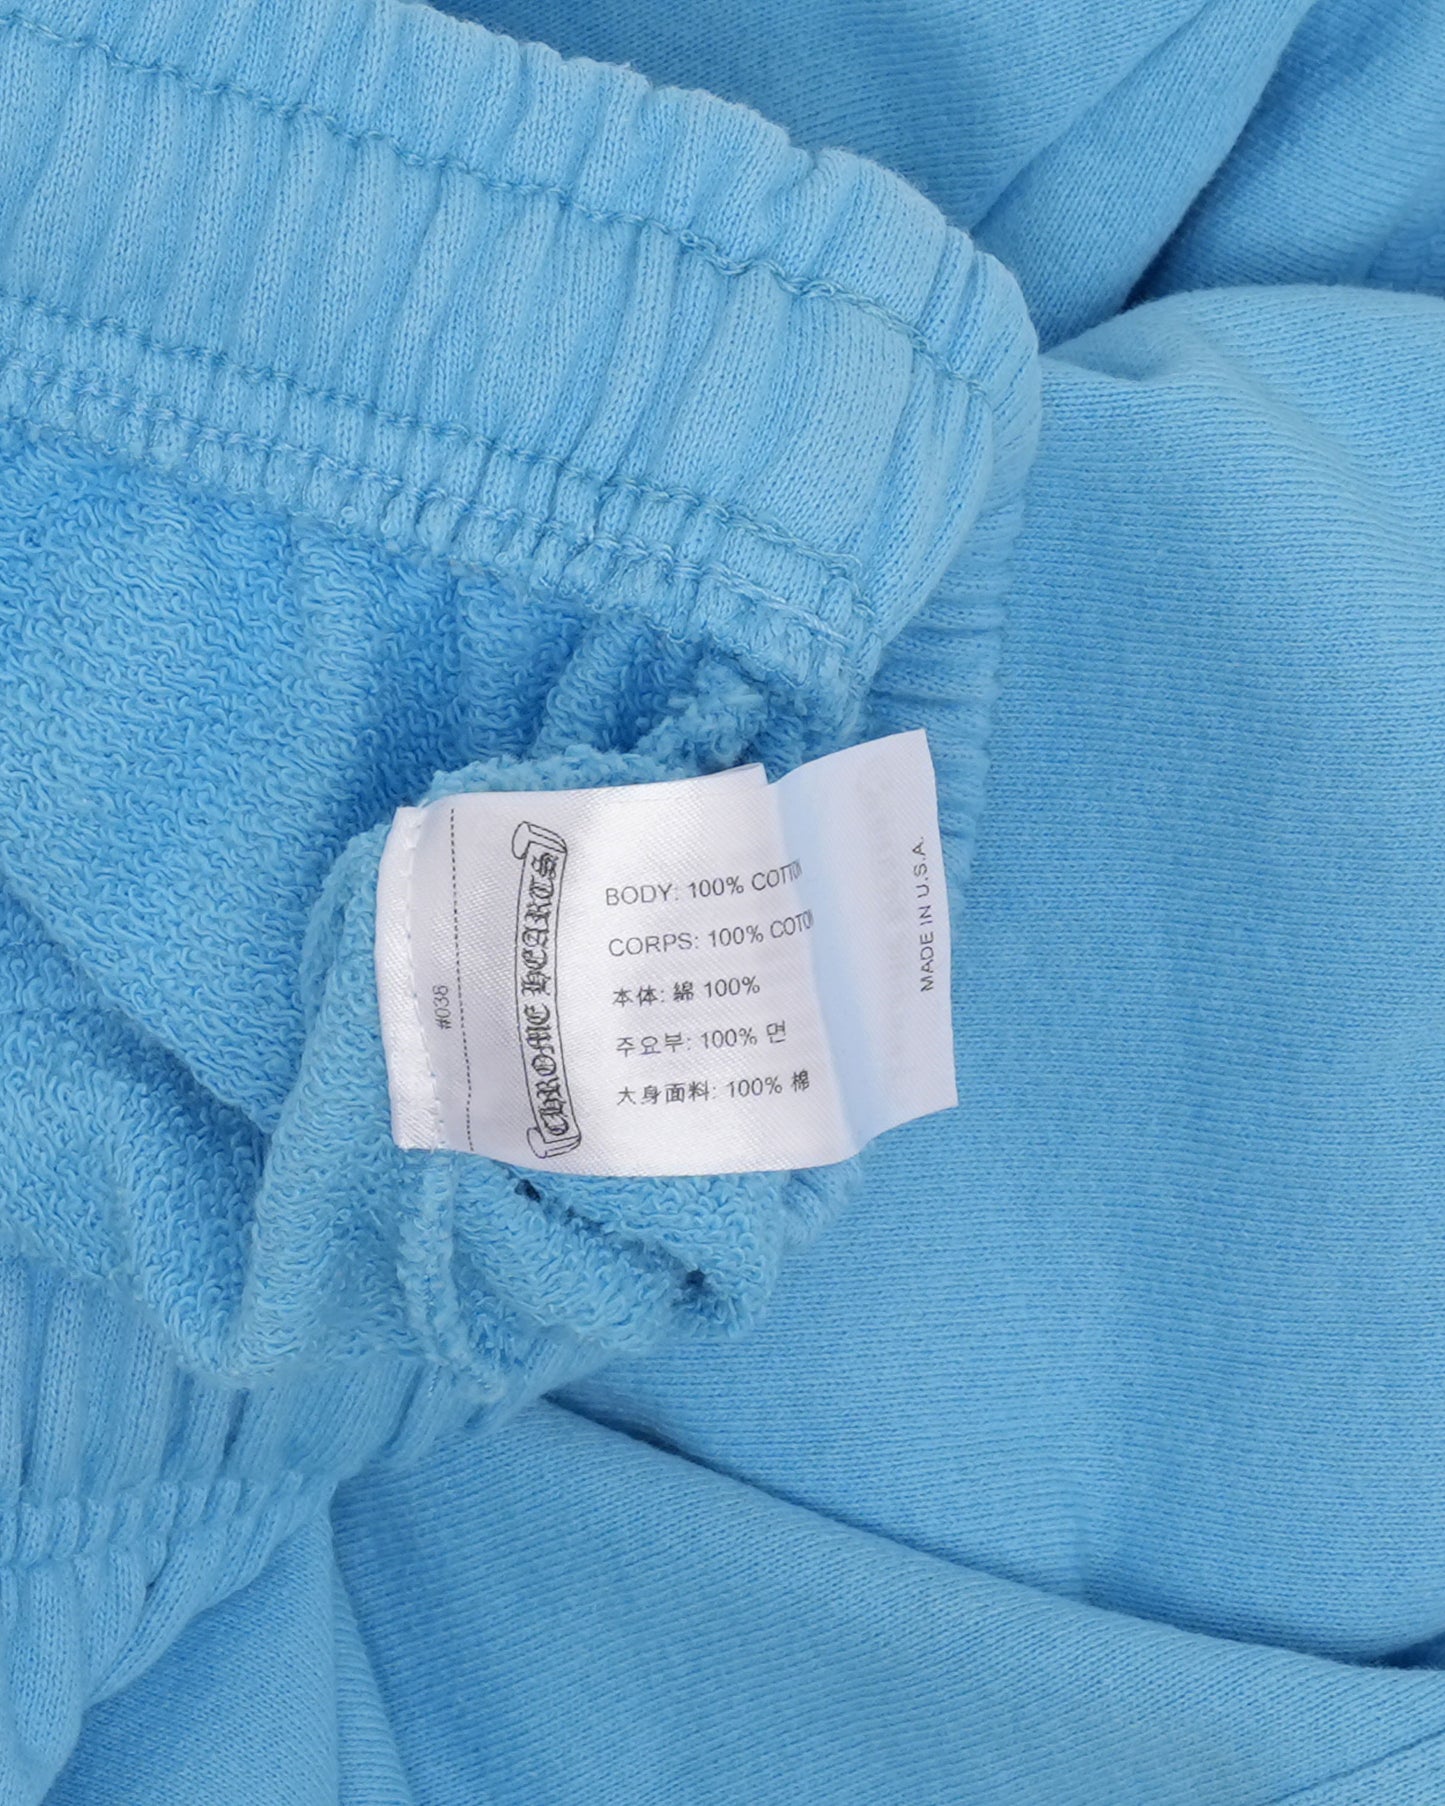 #038
CHROME HEARTS
BODY: 100% COTTON
CORPS: 100% COTON
本体: 綿 100%
주요부: 100% 면
大身面料: 100% 棉
MADE IN U.S.A.